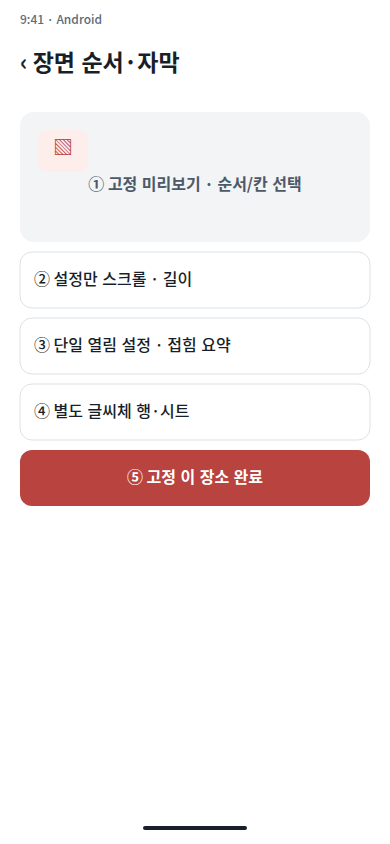 9:41 · Android
‹ 장면 순서·자막
① 고정 미리보기 · 순서/칸 선택
② 설정만 스크롤 · 길이
③ 단일 열림 설정 · 접힘 요약
④ 별도 글씨체 행·시트
⑤ 고정 이 장소 완료